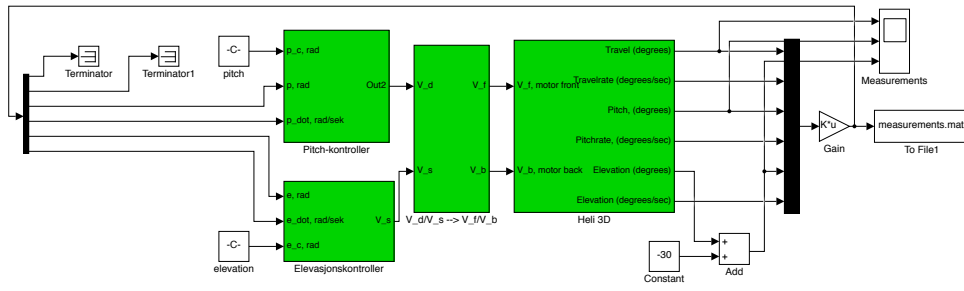 -C-
pitch
Terminator
Terminator1
p_c, rad
p, rad
p_dot, rad/sek
Out2
Pitch-kontroller
e, rad
e_dot, rad/sek
e_c, rad
V_s
Elevasjonskontroller
-C-
elevation
V_d
V_s
V_f
V_b
V_d/V_s --> V_f/V_b
V_f, motor front
V_b, motor back
Travel (degrees)
Travelrate (degrees/sec)
Pitch, (degrees)
Pitchrate, (degrees/sec)
Elevation (degrees)
Elevation (degrees/sec)
Heli 3D
-30
Constant
+
+
Add
K*u
Gain
Measurements
measurements.mat
To File1